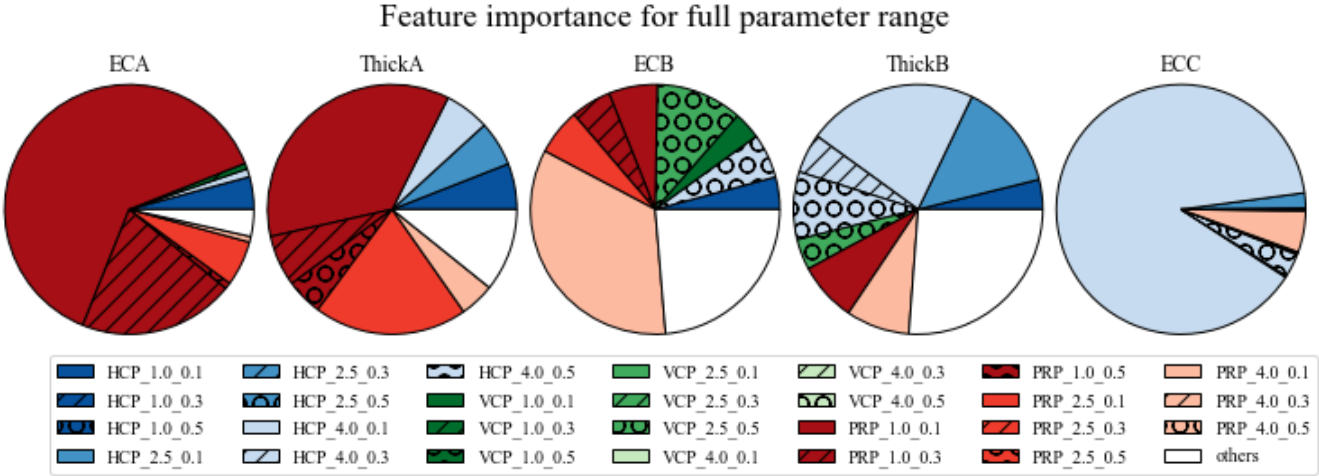 Feature importance for full parameter range
ECA ThickA ECB ThickB ECC
HCP_1.0_0.1 HCP_2.5_0.3 HCP_4.0_0.5 VCP_2.5_0.1 VCP_4.0_0.3 PRP_1.0_0.5 PRP_4.0_0.1
HCP_1.0_0.3 HCP_2.5_0.5 VCP_1.0_0.1 VCP_2.5_0.3 VCP_4.0_0.5 PRP_2.5_0.1 PRP_4.0_0.3
HCP_1.0_0.5 HCP_4.0_0.1 VCP_1.0_0.3 VCP_2.5_0.5 PRP_1.0_0.1 PRP_2.5_0.3 PRP_4.0_0.5
HCP_2.5_0.1 HCP_4.0_0.3 VCP_1.0_0.5 VCP_4.0_0.1 PRP_1.0_0.3 PRP_2.5_0.5 others